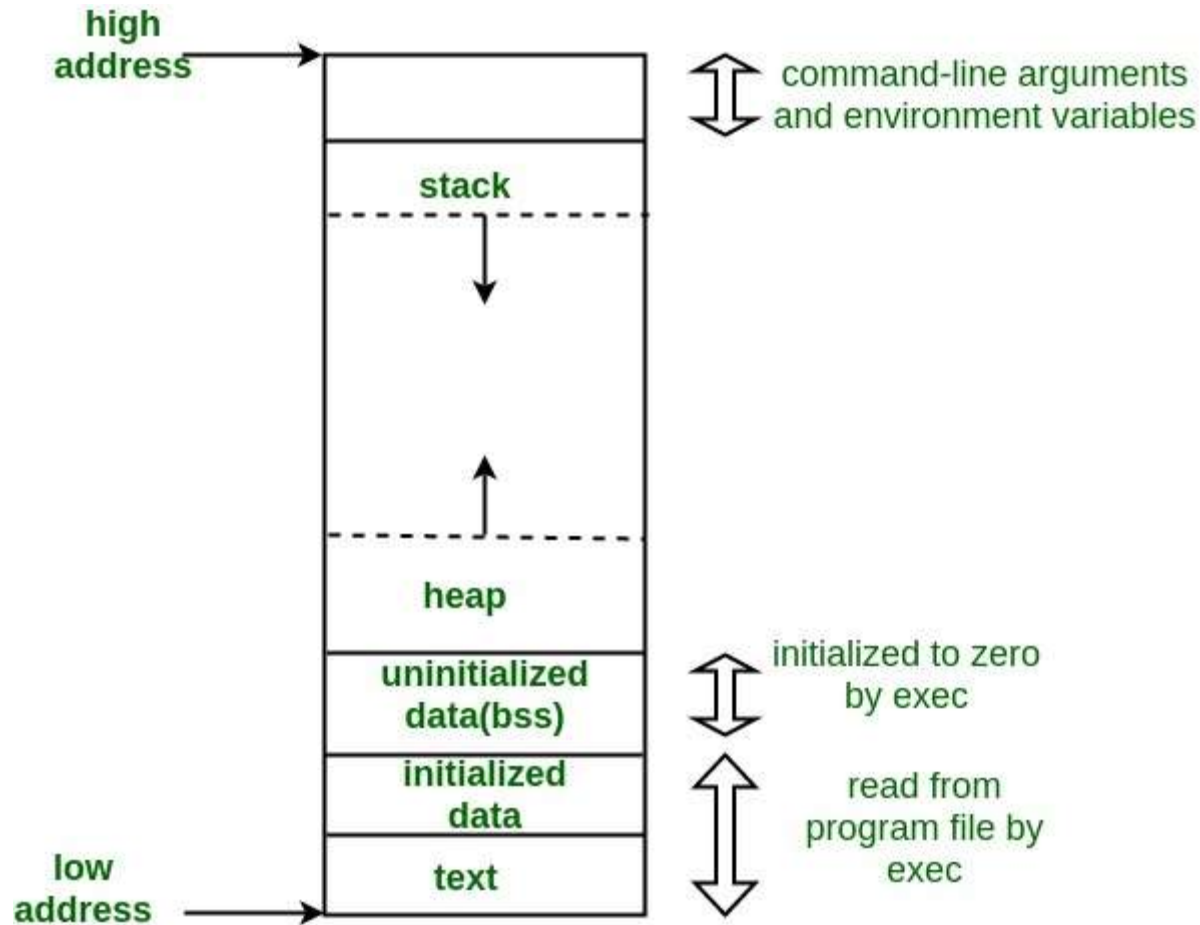 high
address
command-line arguments
and environment variables
stack
heap
uninitialized
data(bss)
initialized to zero
by exec
initialized
data
read from
program file by
exec
text
low
address